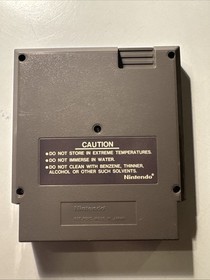 CAUTION
•DO NOT STORE IN EXTREME TEMPERATURES.
•DO NOT IMMERSE IN WATER.
•DO NOT CLEAN WITH BENZENE, THINNER,
ALCOHOL OR OTHER SUCH SOLVENTS.
Nintendo®
Nintendo